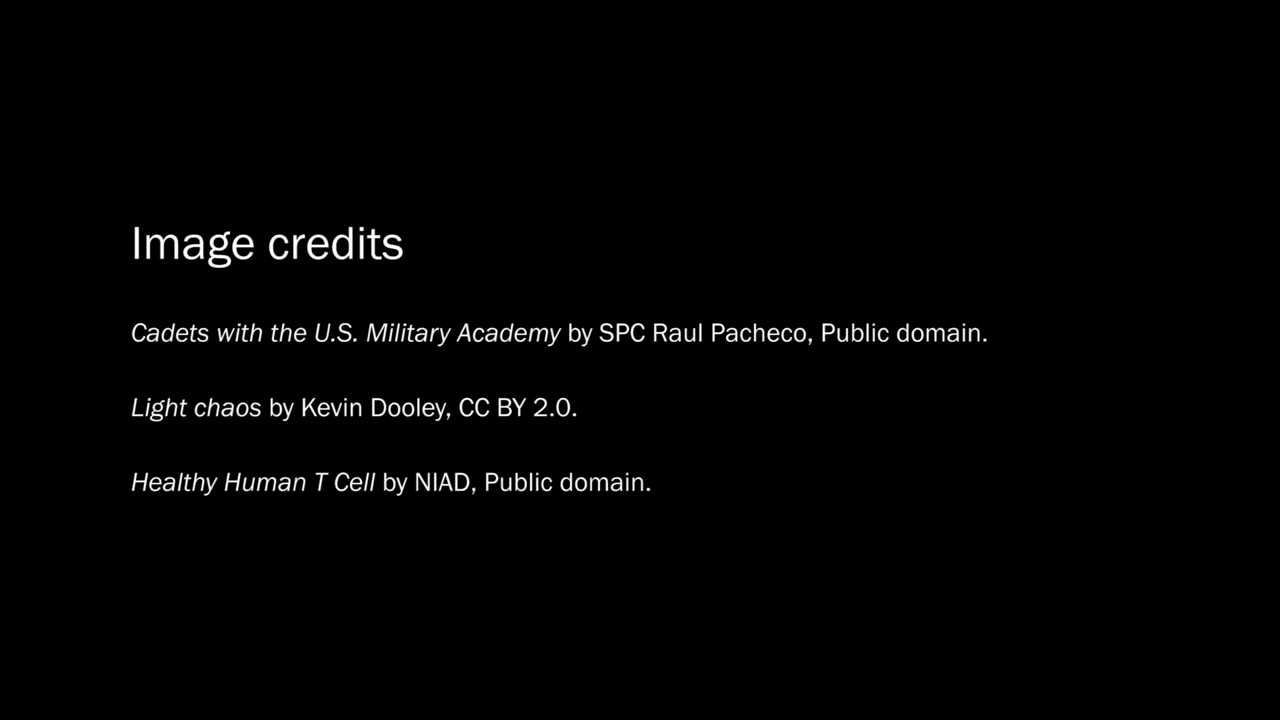 Image credits
Cadets with the U.S. Military Academy by SPC Raul Pacheco, Public domain.
Light chaos by Kevin Dooley, CC BY 2.0.
Healthy Human T Cell by NIAD, Public domain.